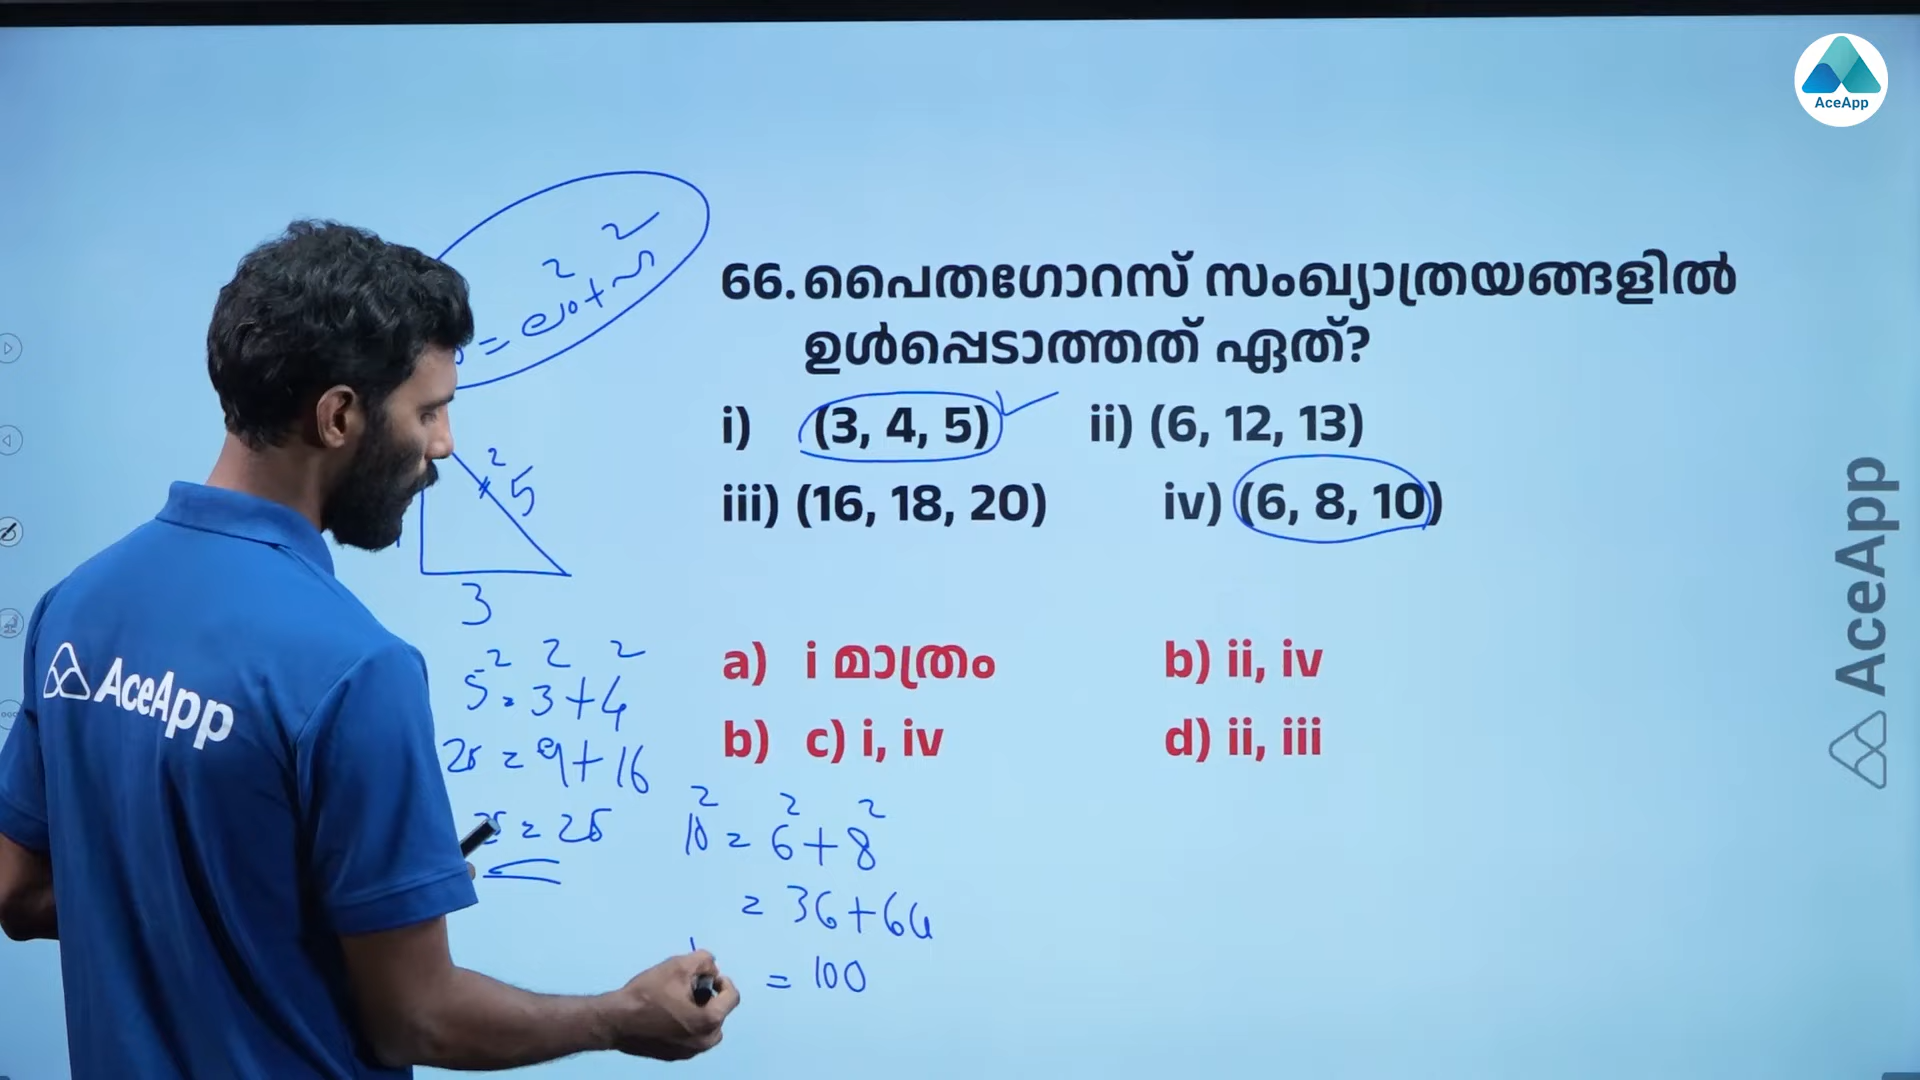 AceApp
66. പൈതഗോറസ് സംഖ്യാത്രയങ്ങളിൽ
ഉൾപ്പെടാത്തത് ഏത്?
i) (3, 4, 5) ii) (6, 12, 13)
iii) (16, 18, 20) iv) (6, 8, 10)
a) i മാത്രം b) ii, iv
b) c) i, iv d) ii, iii
2
5
3
5² = 3² + 4²
25 = 9 + 16
= 25
10² = 6² + 8²
= 36 + 64
= 100
AceApp
AceApp